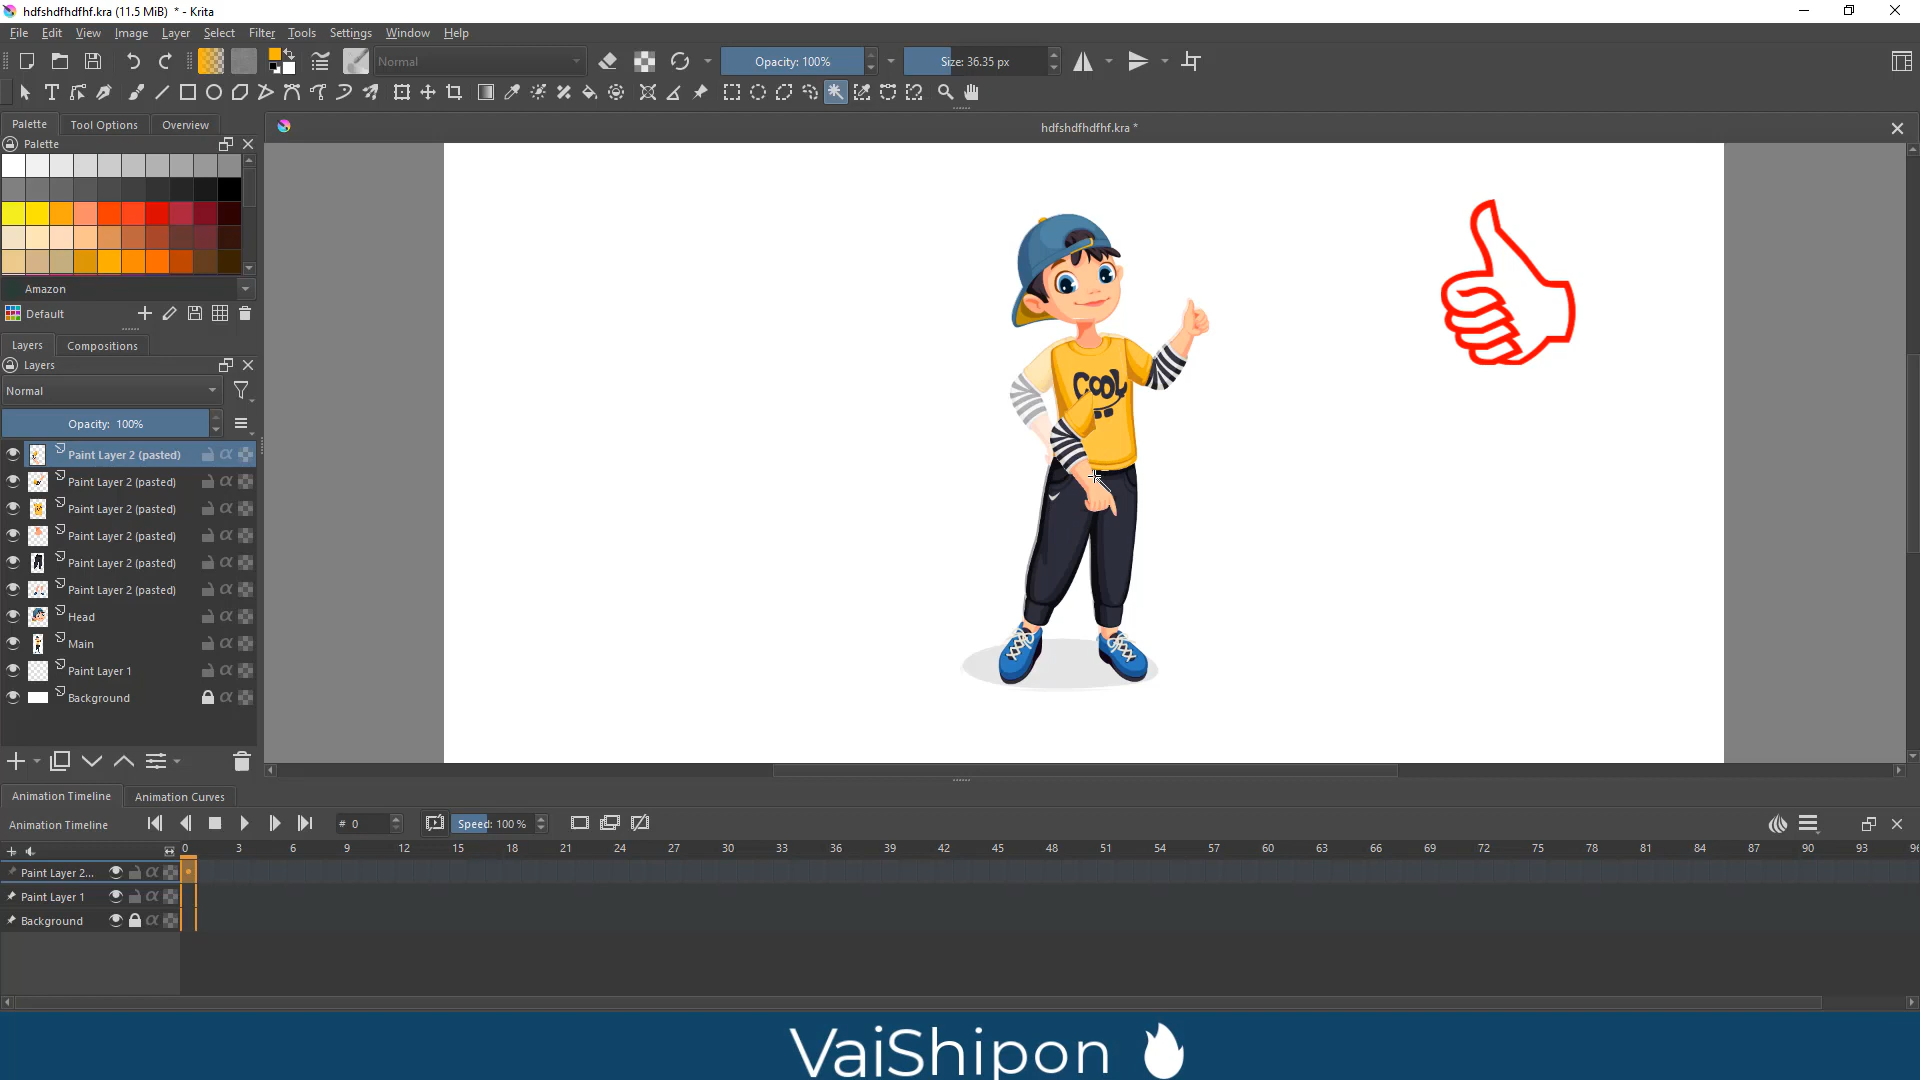 hdfshdfhdfhf.kra (11.5 MiB) * - Krita
File Edit View Image Layer Select Filter Tools Settings Window Help
Normal Opacity: 100% Size: 36.35 px
Palette Tool Options Overview
hdfshdfhdfhf.kra *
Palette
Amazon
Default
Layers Compositions
Layers
Normal
Opacity: 100%
Paint Layer 2 (pasted)
Paint Layer 2 (pasted)
Paint Layer 2 (pasted)
Paint Layer 2 (pasted)
Paint Layer 2 (pasted)
Paint Layer 2 (pasted)
Head
Main
Paint Layer 1
Background
COOL
Animation Timeline Animation Curves
Animation Timeline # 0 Speed: 100 %
0 3 6 9 12 15 18 21 24 27 30 33 36 39 42 45 48 51 54 57 60 63 66 69 72 75 78 81 84 87 90 93 96
Paint Layer 2...
Paint Layer 1
Background
VaiShipon